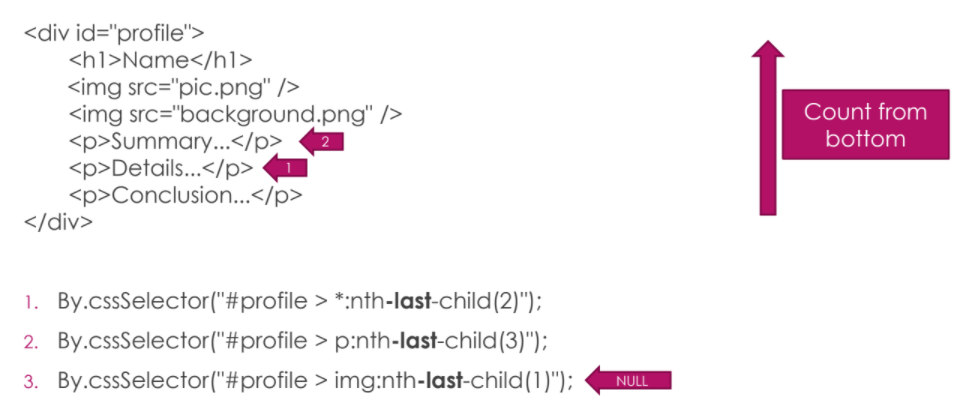 <div id="profile">
<h1>Name</h1>
<img src="pic.png" />
<img src="background.png" />
<p>Summary...</p> 2
<p>Details...</p> 1
<p>Conclusion...</p>
</div>
Count from
bottom
1. By.cssSelector("#profile > *:nth-last-child(2)");
2. By.cssSelector("#profile > p:nth-last-child(3)");
3. By.cssSelector("#profile > img:nth-last-child(1)"); NULL